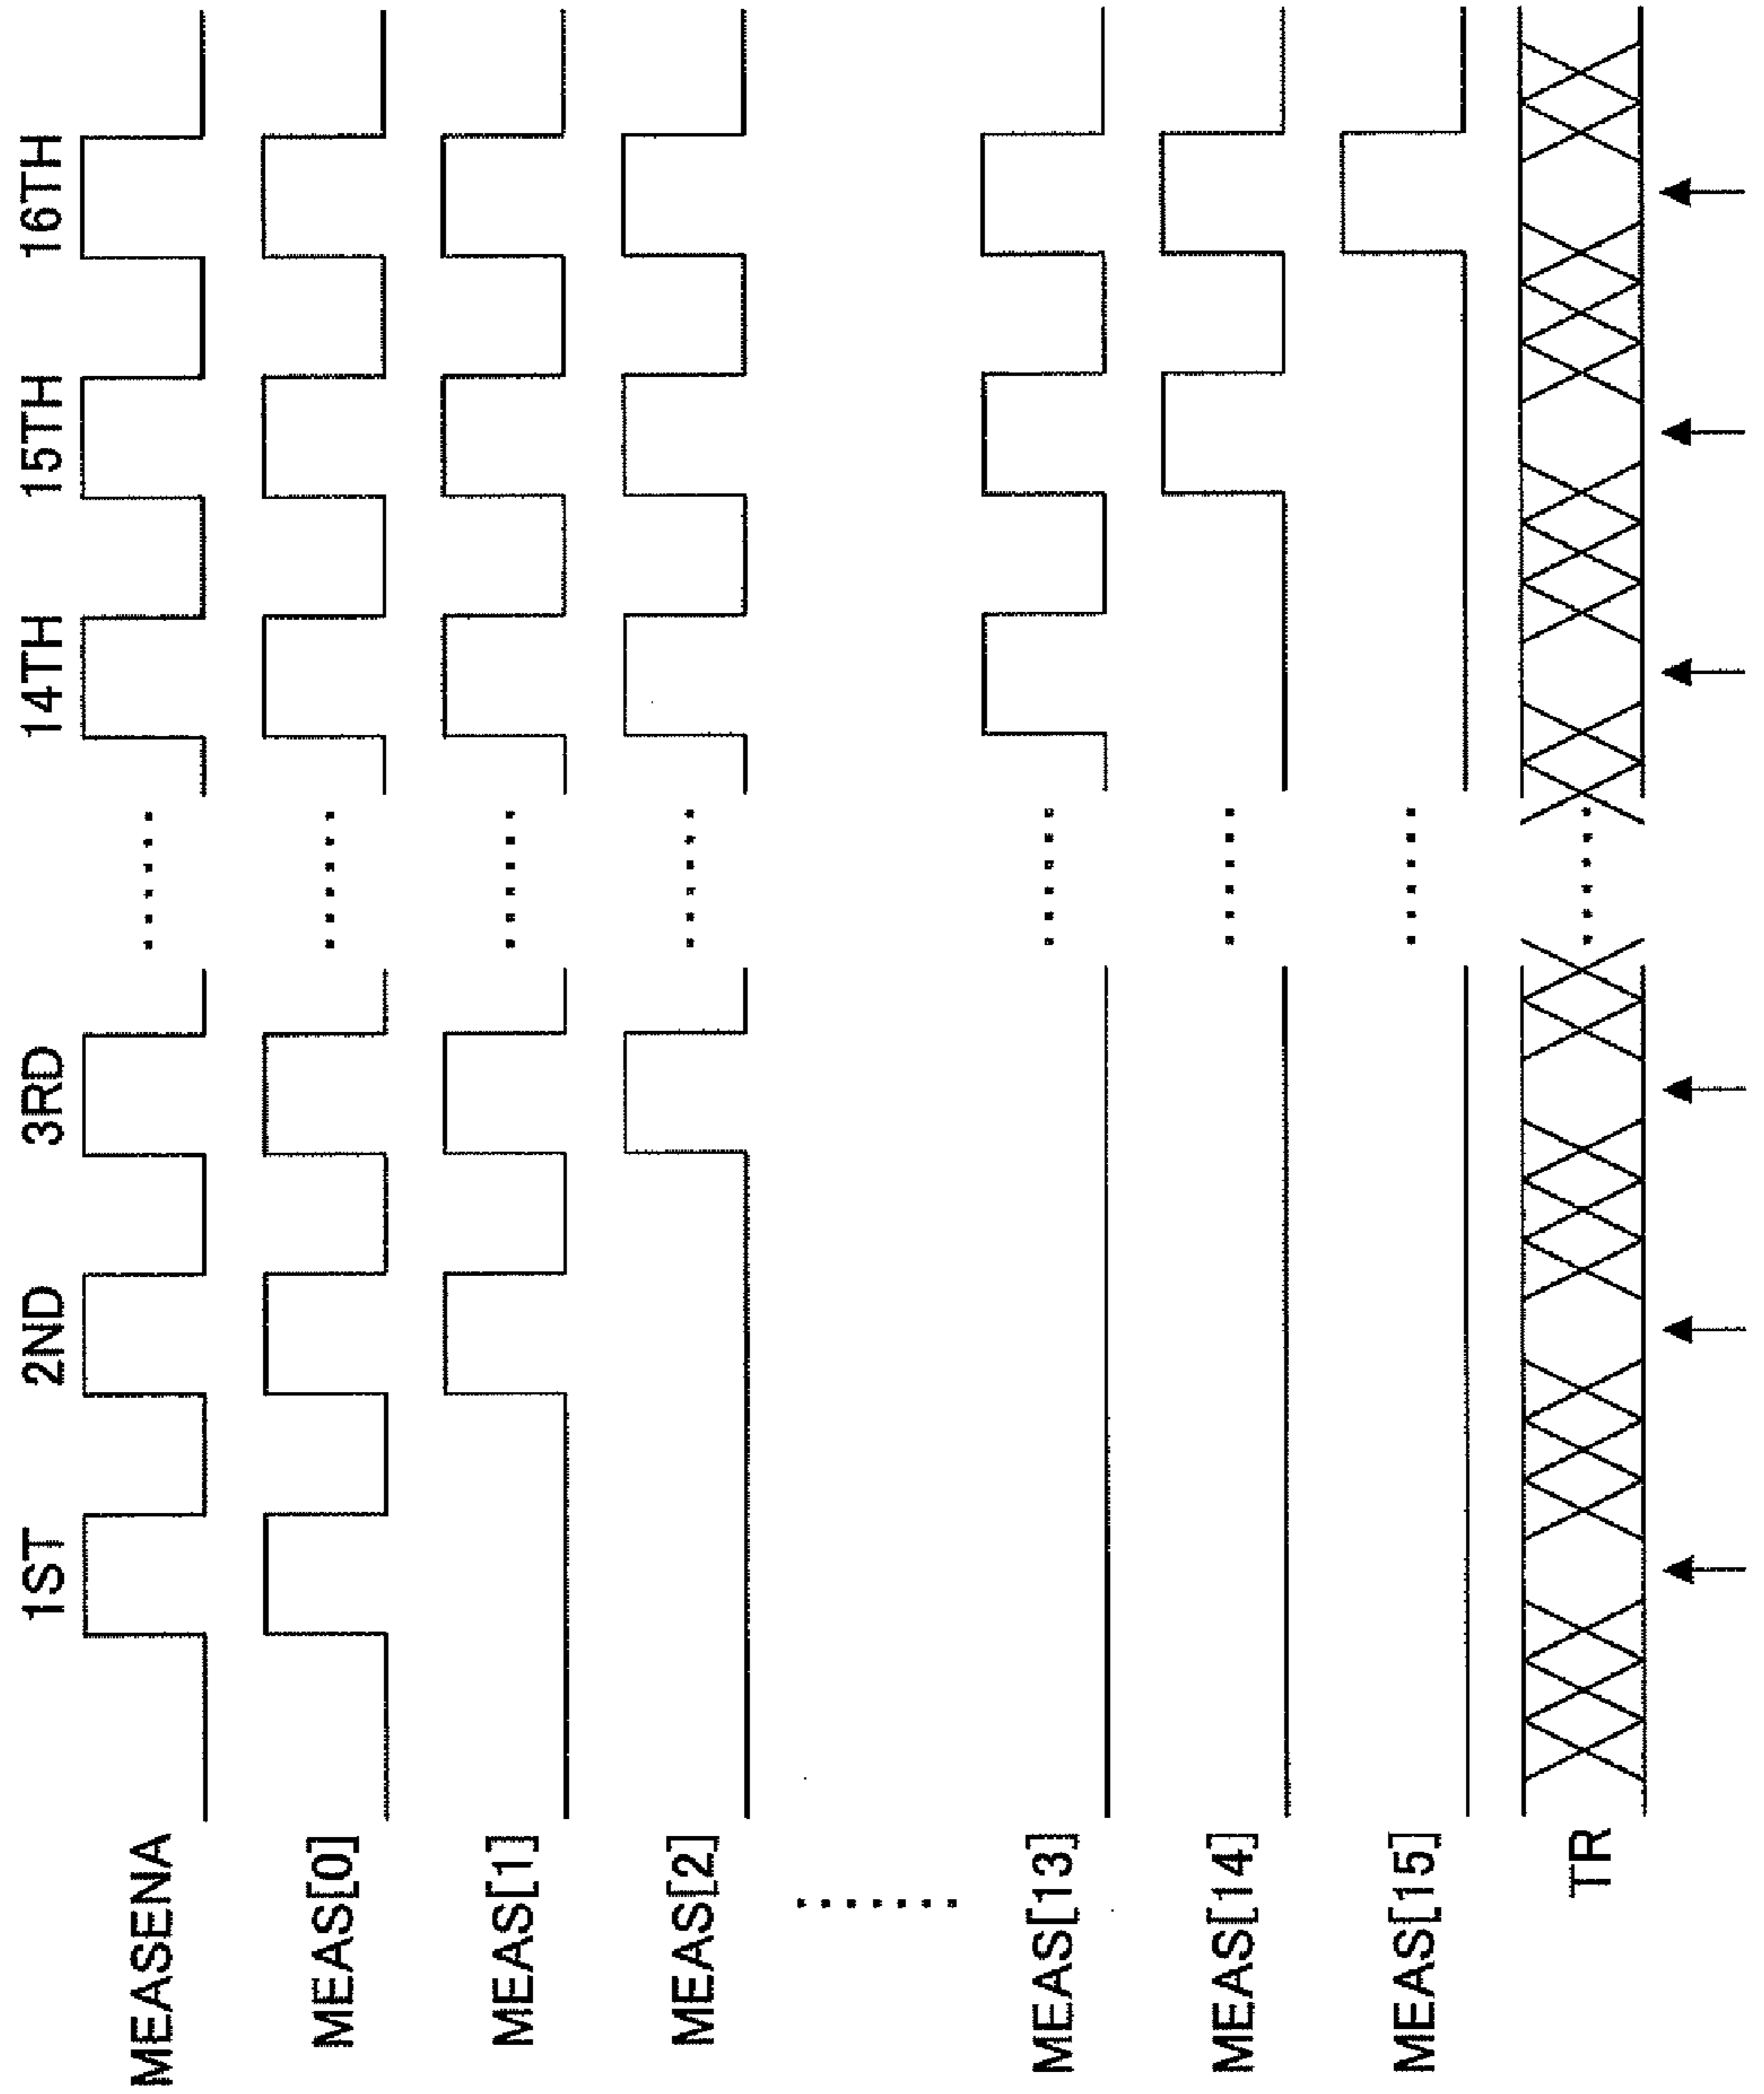 1ST 2ND 3RD 14TH 15TH 16TH
MEASENA
MEAS[0]
MEAS[1]
MEAS[2]
MEAS[13]
MEAS[14]
MEAS[15]
TR